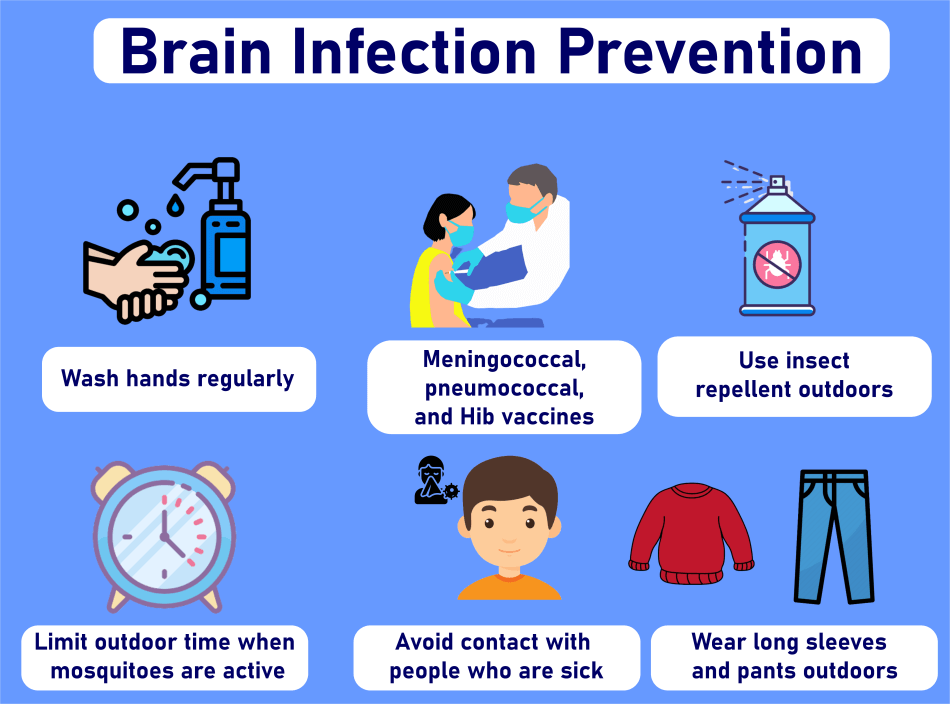 Brain Infection Prevention
Wash hands regularly
Meningococcal,
pneumococcal,
and Hib vaccines
Use insect
repellent outdoors
Limit outdoor time when
mosquitoes are active
Avoid contact with
people who are sick
Wear long sleeves
and pants outdoors